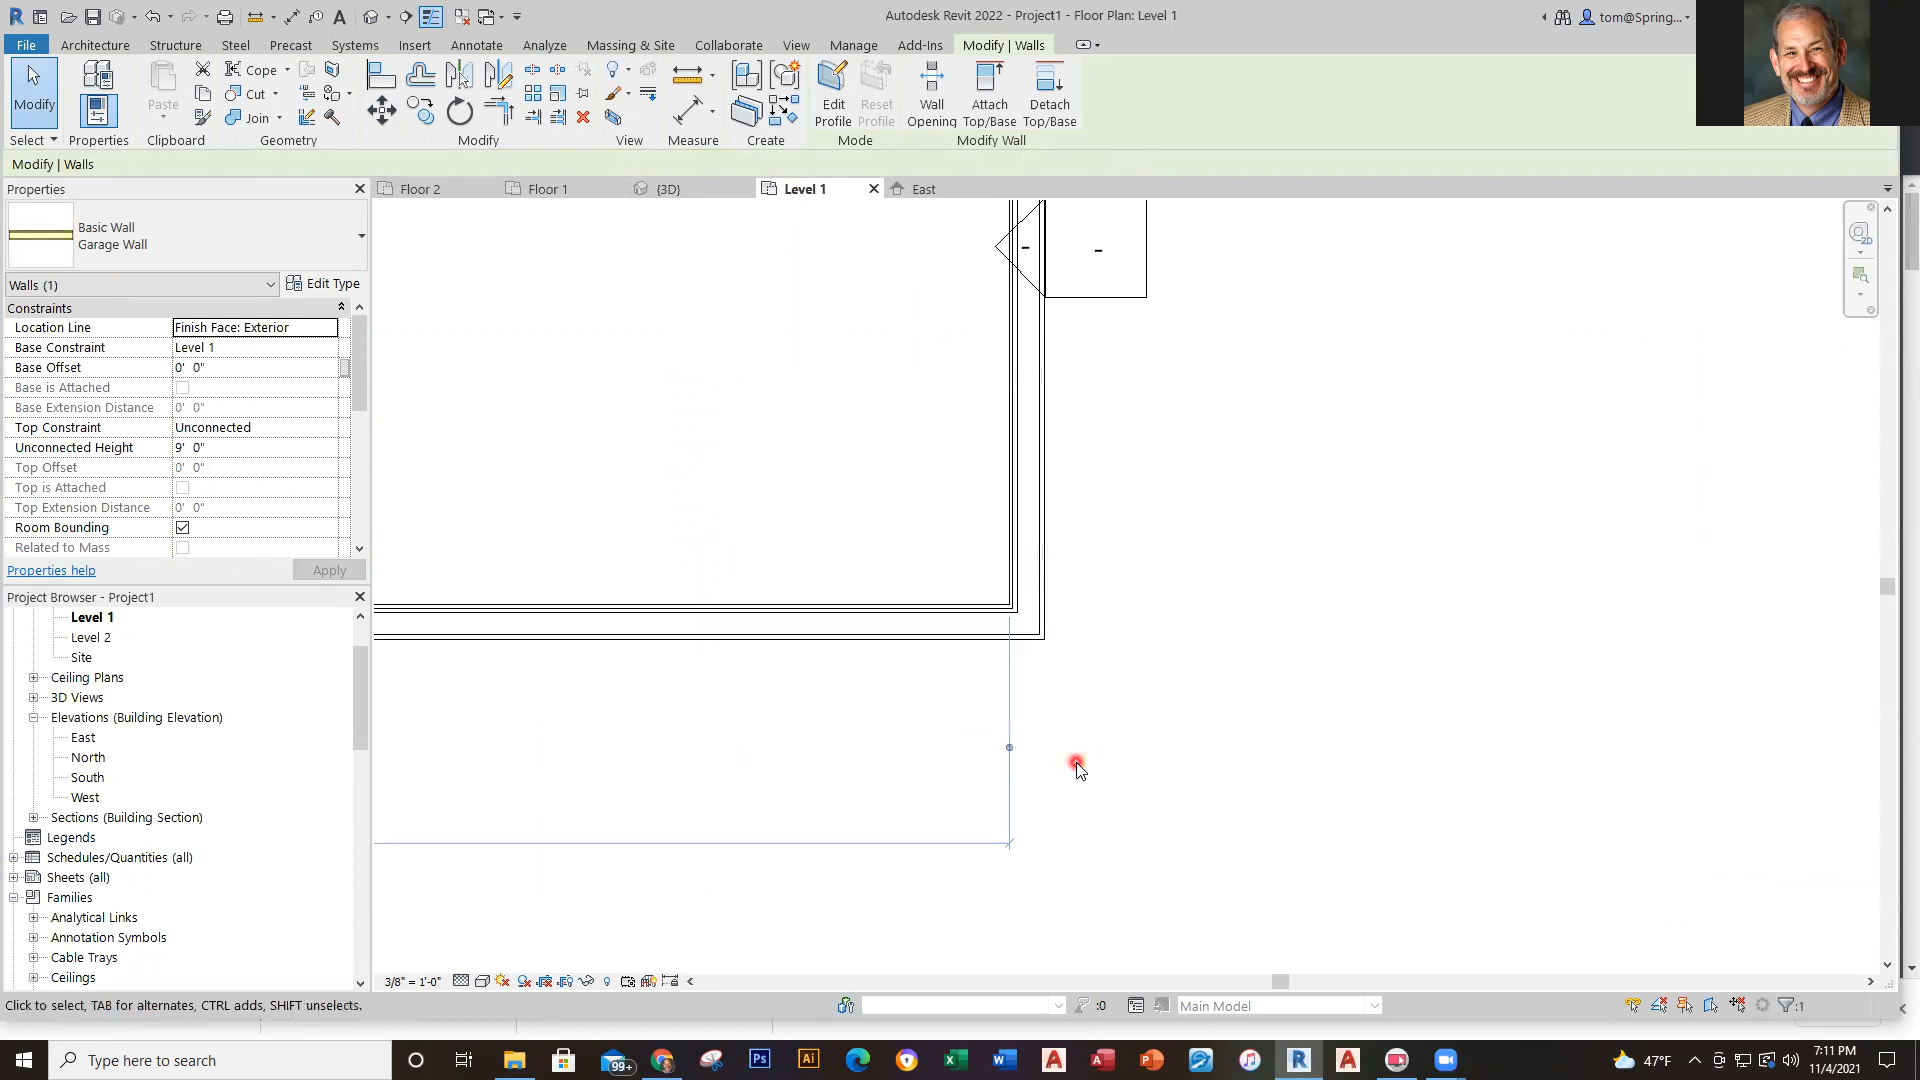 Autodesk Revit 2022 - Project1 - Floor Plan: Level 1
tom@Spring...
File Architecture Structure Steel Precast Systems Insert Annotate Analyze Massing & Site Collaborate View Manage Add-Ins Modify | Walls
Modify Paste Cope Cut Join Edit Profile Reset Profile Wall Opening Attach Top/Base Detach Top/Base
Select Properties Clipboard Geometry Modify View Measure Create Mode Modify Wall
Modify | Walls
Properties
Floor 2 Floor 1 {3D} Level 1 East
Basic Wall
Garage Wall
Walls (1) Edit Type
Constraints
Location Line Finish Face: Exterior
Base Constraint Level 1
Base Offset 0' 0"
Base is Attached
Base Extension Distance 0' 0"
Top Constraint Unconnected
Unconnected Height 9' 0"
Top Offset 0' 0"
Top is Attached
Top Extension Distance 0' 0"
Room Bounding
Related to Mass
Properties help Apply
Project Browser - Project1
Level 1
Level 2
Site
Ceiling Plans
3D Views
Elevations (Building Elevation)
East
North
South
West
Sections (Building Section)
Legends
Schedules/Quantities (all)
Sheets (all)
Families
Analytical Links
Annotation Symbols
Cable Trays
Ceilings
3/8" = 1'-0"
Click to select, TAB for alternates, CTRL adds, SHIFT unselects.
:0 Main Model :1
Type here to search
99+
47°F
7:11 PM
11/4/2021